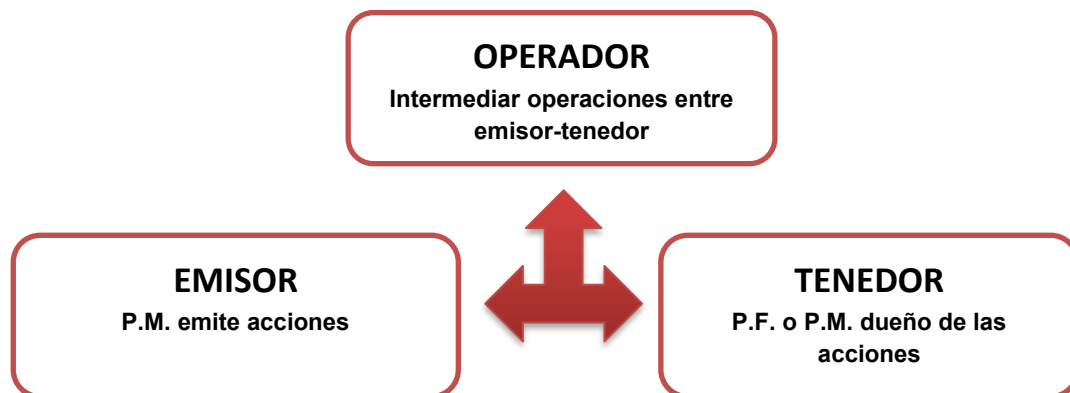 OPERADOR
Intermediar operaciones entre
emisor-tenedor
EMISOR
P.M. emite acciones
TENEDOR
P.F. o P.M. dueño de las
acciones